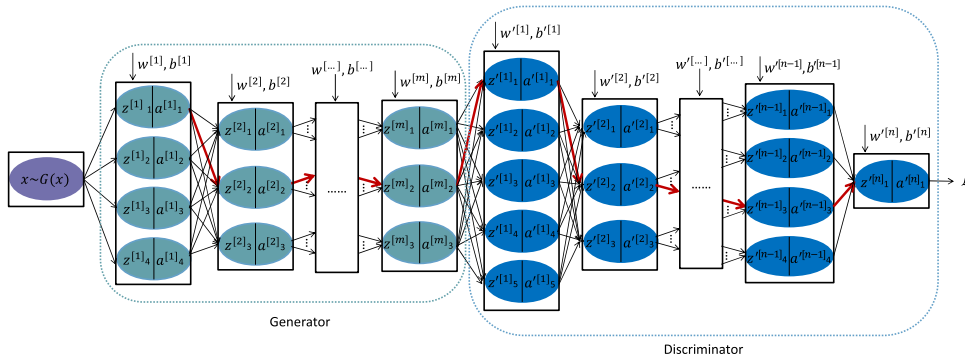 x~G(x)
w^[1], b^[1]
z^[1]_1 a^[1]_1
z^[1]_2 a^[1]_2
z^[1]_3 a^[1]_3
z^[1]_4 a^[1]_4
w^[2], b^[2]
z^[2]_1 a^[2]_1
z^[2]_2 a^[2]_2
z^[2]_3 a^[2]_3
w^[...], b^[...]
.....
w^[m], b^[m]
z^[m]_1 a^[m]_1
z^[m]_2 a^[m]_2
z^[m]_3 a^[m]_3
Generator
w'^[1], b'^[1]
z'^[1]_1 a'^[1]_1
z'^[1]_2 a'^[1]_2
z'^[1]_3 a'^[1]_3
z'^[1]_4 a'^[1]_4
z'^[1]_5 a'^[1]_5
w'^[2], b'^[2]
z'^[2]_1 a'^[2]_1
z'^[2]_2 a'^[2]_2
z'^[2]_3 a'^[2]_3
w'^[...], b'^[...]
.....
w'^[n-1], b'^[n-1]
z'^[n-1]_1 a'^[n-1]_1
z'^[n-1]_2 a'^[n-1]_2
z'^[n-1]_3 a'^[n-1]_3
z'^[n-1]_4 a'^[n-1]_4
w'^[n], b'^[n]
z'^[n]_1 a'^[n]_1
Discriminator